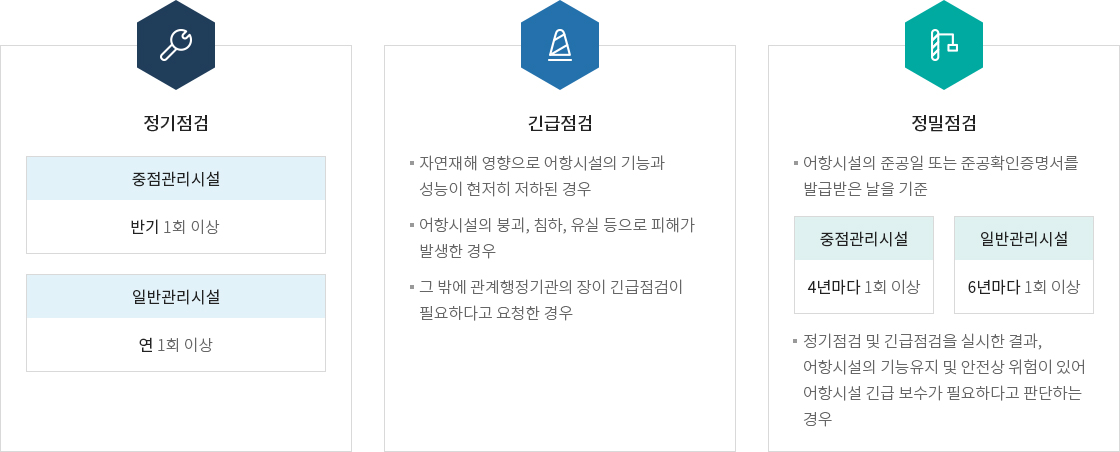 정기점검
중점관리시설
반기 1회 이상
일반관리시설
연 1회 이상
긴급점검
자연재해 영향으로 어항시설의 기능과
성능이 현저히 저하된 경우
어항시설의 붕괴, 침하, 유실 등으로 피해가
발생한 경우
그 밖에 관계행정기관의 장이 긴급점검이
필요하다고 요청한 경우
정밀점검
어항시설의 준공일 또는 준공확인증명서를
발급받은 날을 기준
중점관리시설
4년마다 1회 이상
일반관리시설
6년마다 1회 이상
정기점검 및 긴급점검을 실시한 결과,
어항시설의 기능유지 및 안전상 위험이 있어
어항시설 긴급 보수가 필요하다고 판단하는
경우